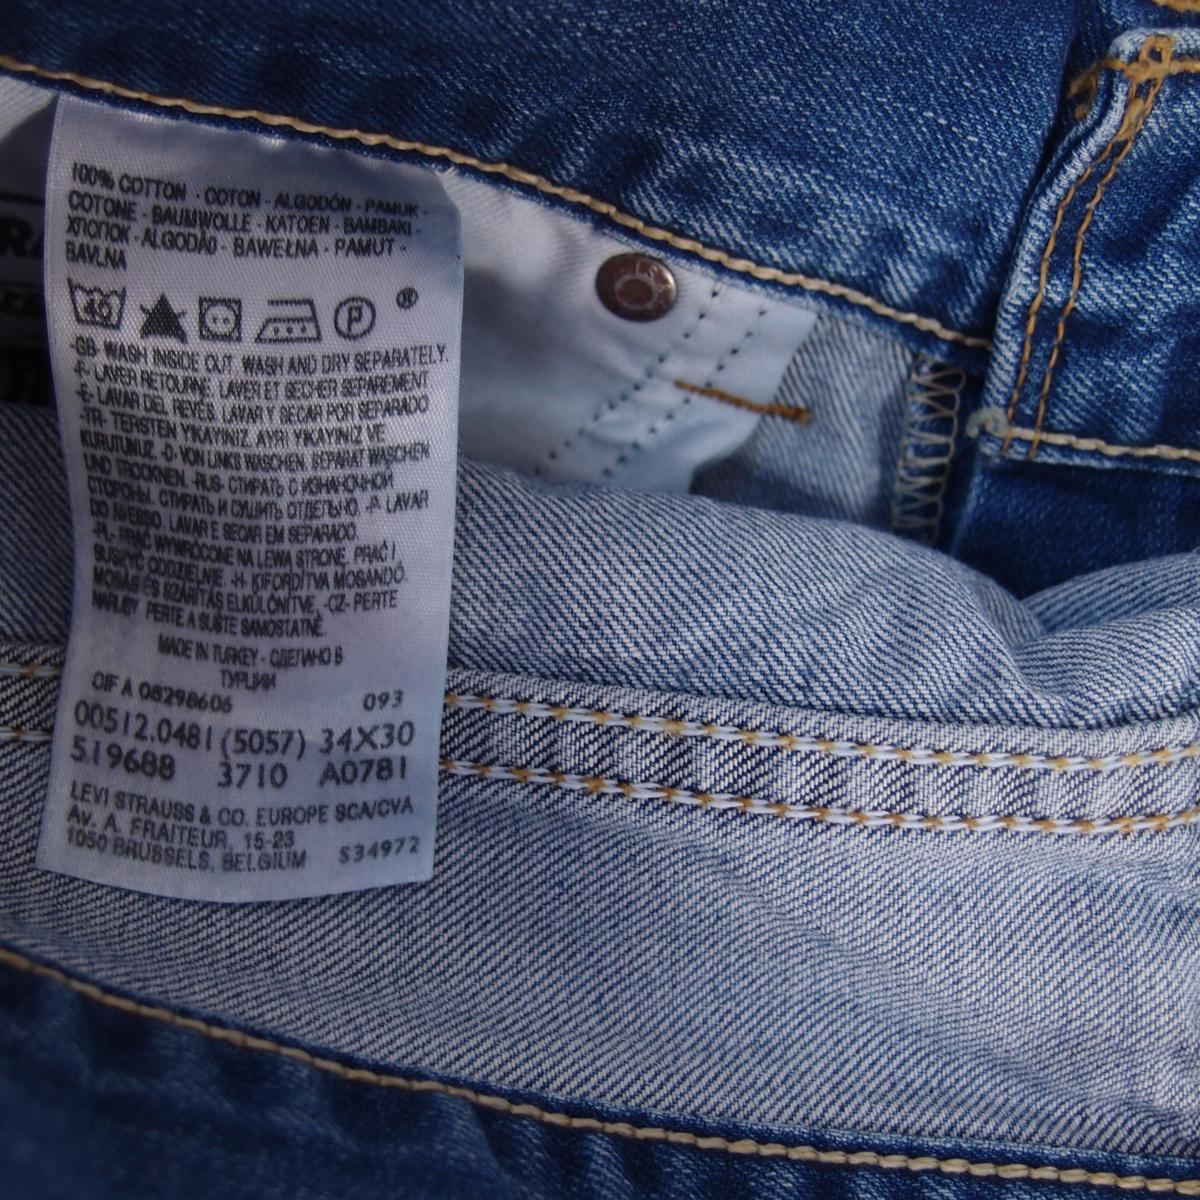 100% COTTON - COTON - ALGODÓN - PAMUK -
COTONE - BAUMWOLLE - KATOEN - BAMBAKI -
ХЛОПОК - ALGODÃO - BAWEŁNA - PAMUT -
BAVLNA
40 P ®
-GB- WASH INSIDE OUT. WASH AND DRY SEPARATELY.
-F- LAVER RETOURNE. LAVER ET SECHER SEPAREMENT
-E- LAVAR DEL REVES. LAVAR Y SECAR POR SEPARADO
-TR- TERSTEN YIKAYINIZ. AYRI YIKAYINIZ VE
KURUTUNUZ. -D- VON LINKS WASCHEN. SEPARAT WASCHEN
UND TROCKNEN. -RUS- СТИРАТЬ С ИЗНАНОЧНОЙ
СТОРОНЫ. СТИРАТЬ И СУШИТЬ ОТДЕЛЬНО. -P- LAVAR
DO AVESSO. LAVAR E SECAR EM SEPARADO.
-PL- PRAĆ WYWRÓCONE NA LEWĄ STRONĘ. PRAĆ I
SUSZYĆ ODDZIELNIE. -H- KIFORDÍTVA MOSANDÓ.
MOSÁS ÉS SZÁRÍTÁS ELKÜLÖNÍTVE. -CZ- PERTE
NARUBY. PERTE A SUŠTE SAMOSTATNĚ.
MADE IN TURKEY - СДЕЛАНО В
ТУРЦИИ
CIF A 08298606 093
00512.0481 (5057) 34X30
519688 3710 A0781
LEVI STRAUSS & CO. EUROPE SCA/CVA
Av. A. FRAITEUR, 15-23
1050 BRUSSELS, BELGIUM S34972